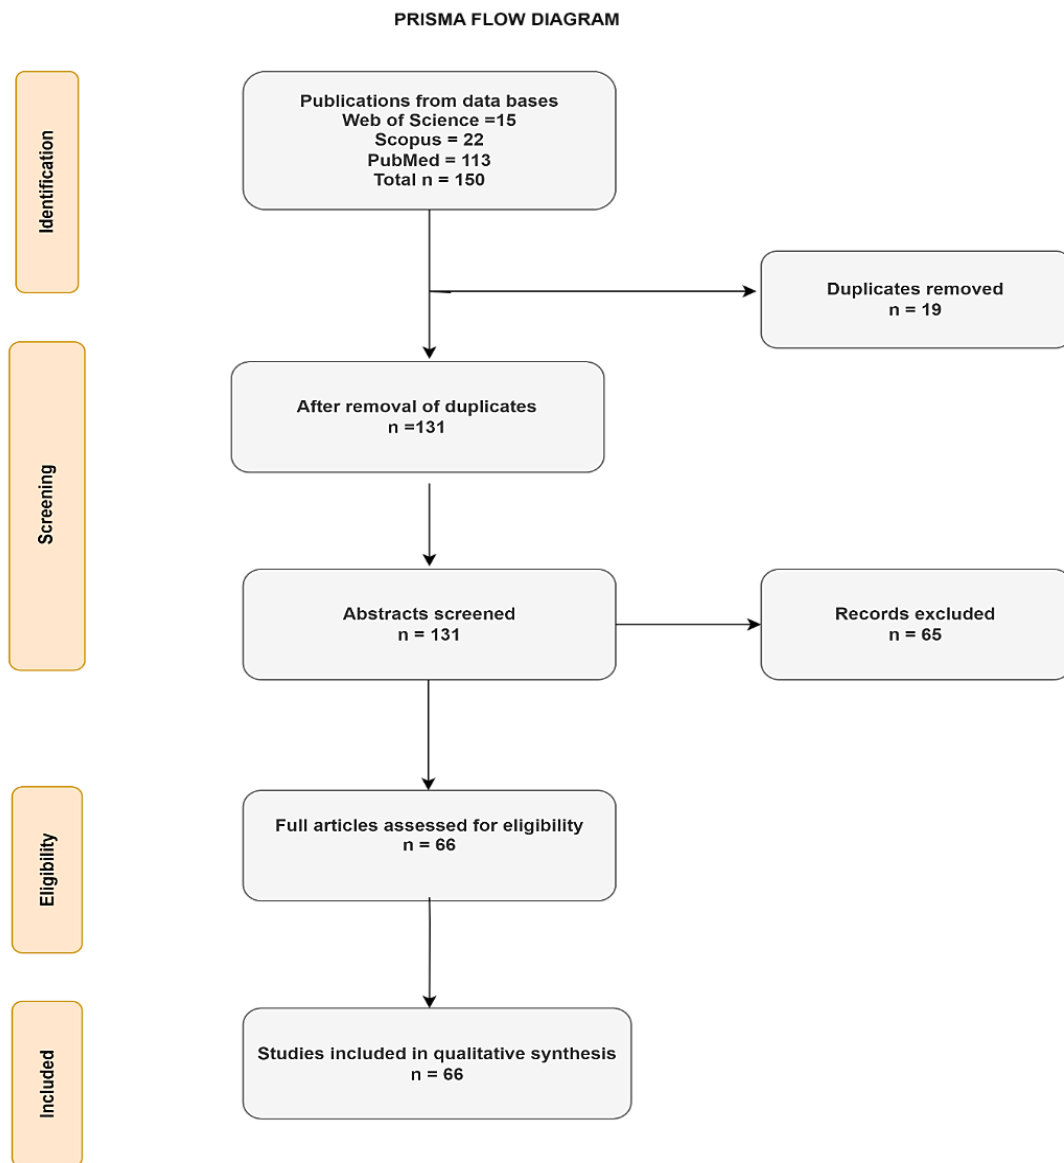 PRISMA FLOW DIAGRAM
Identification
Publications from data bases
Web of Science =15
Scopus = 22
PubMed = 113
Total n = 150
Duplicates removed
n = 19
Screening
After removal of duplicates
n =131
Abstracts screened
n = 131
Records excluded
n = 65
Eligibility
Full articles assessed for eligibility
n = 66
Included
Studies included in qualitative synthesis
n = 66